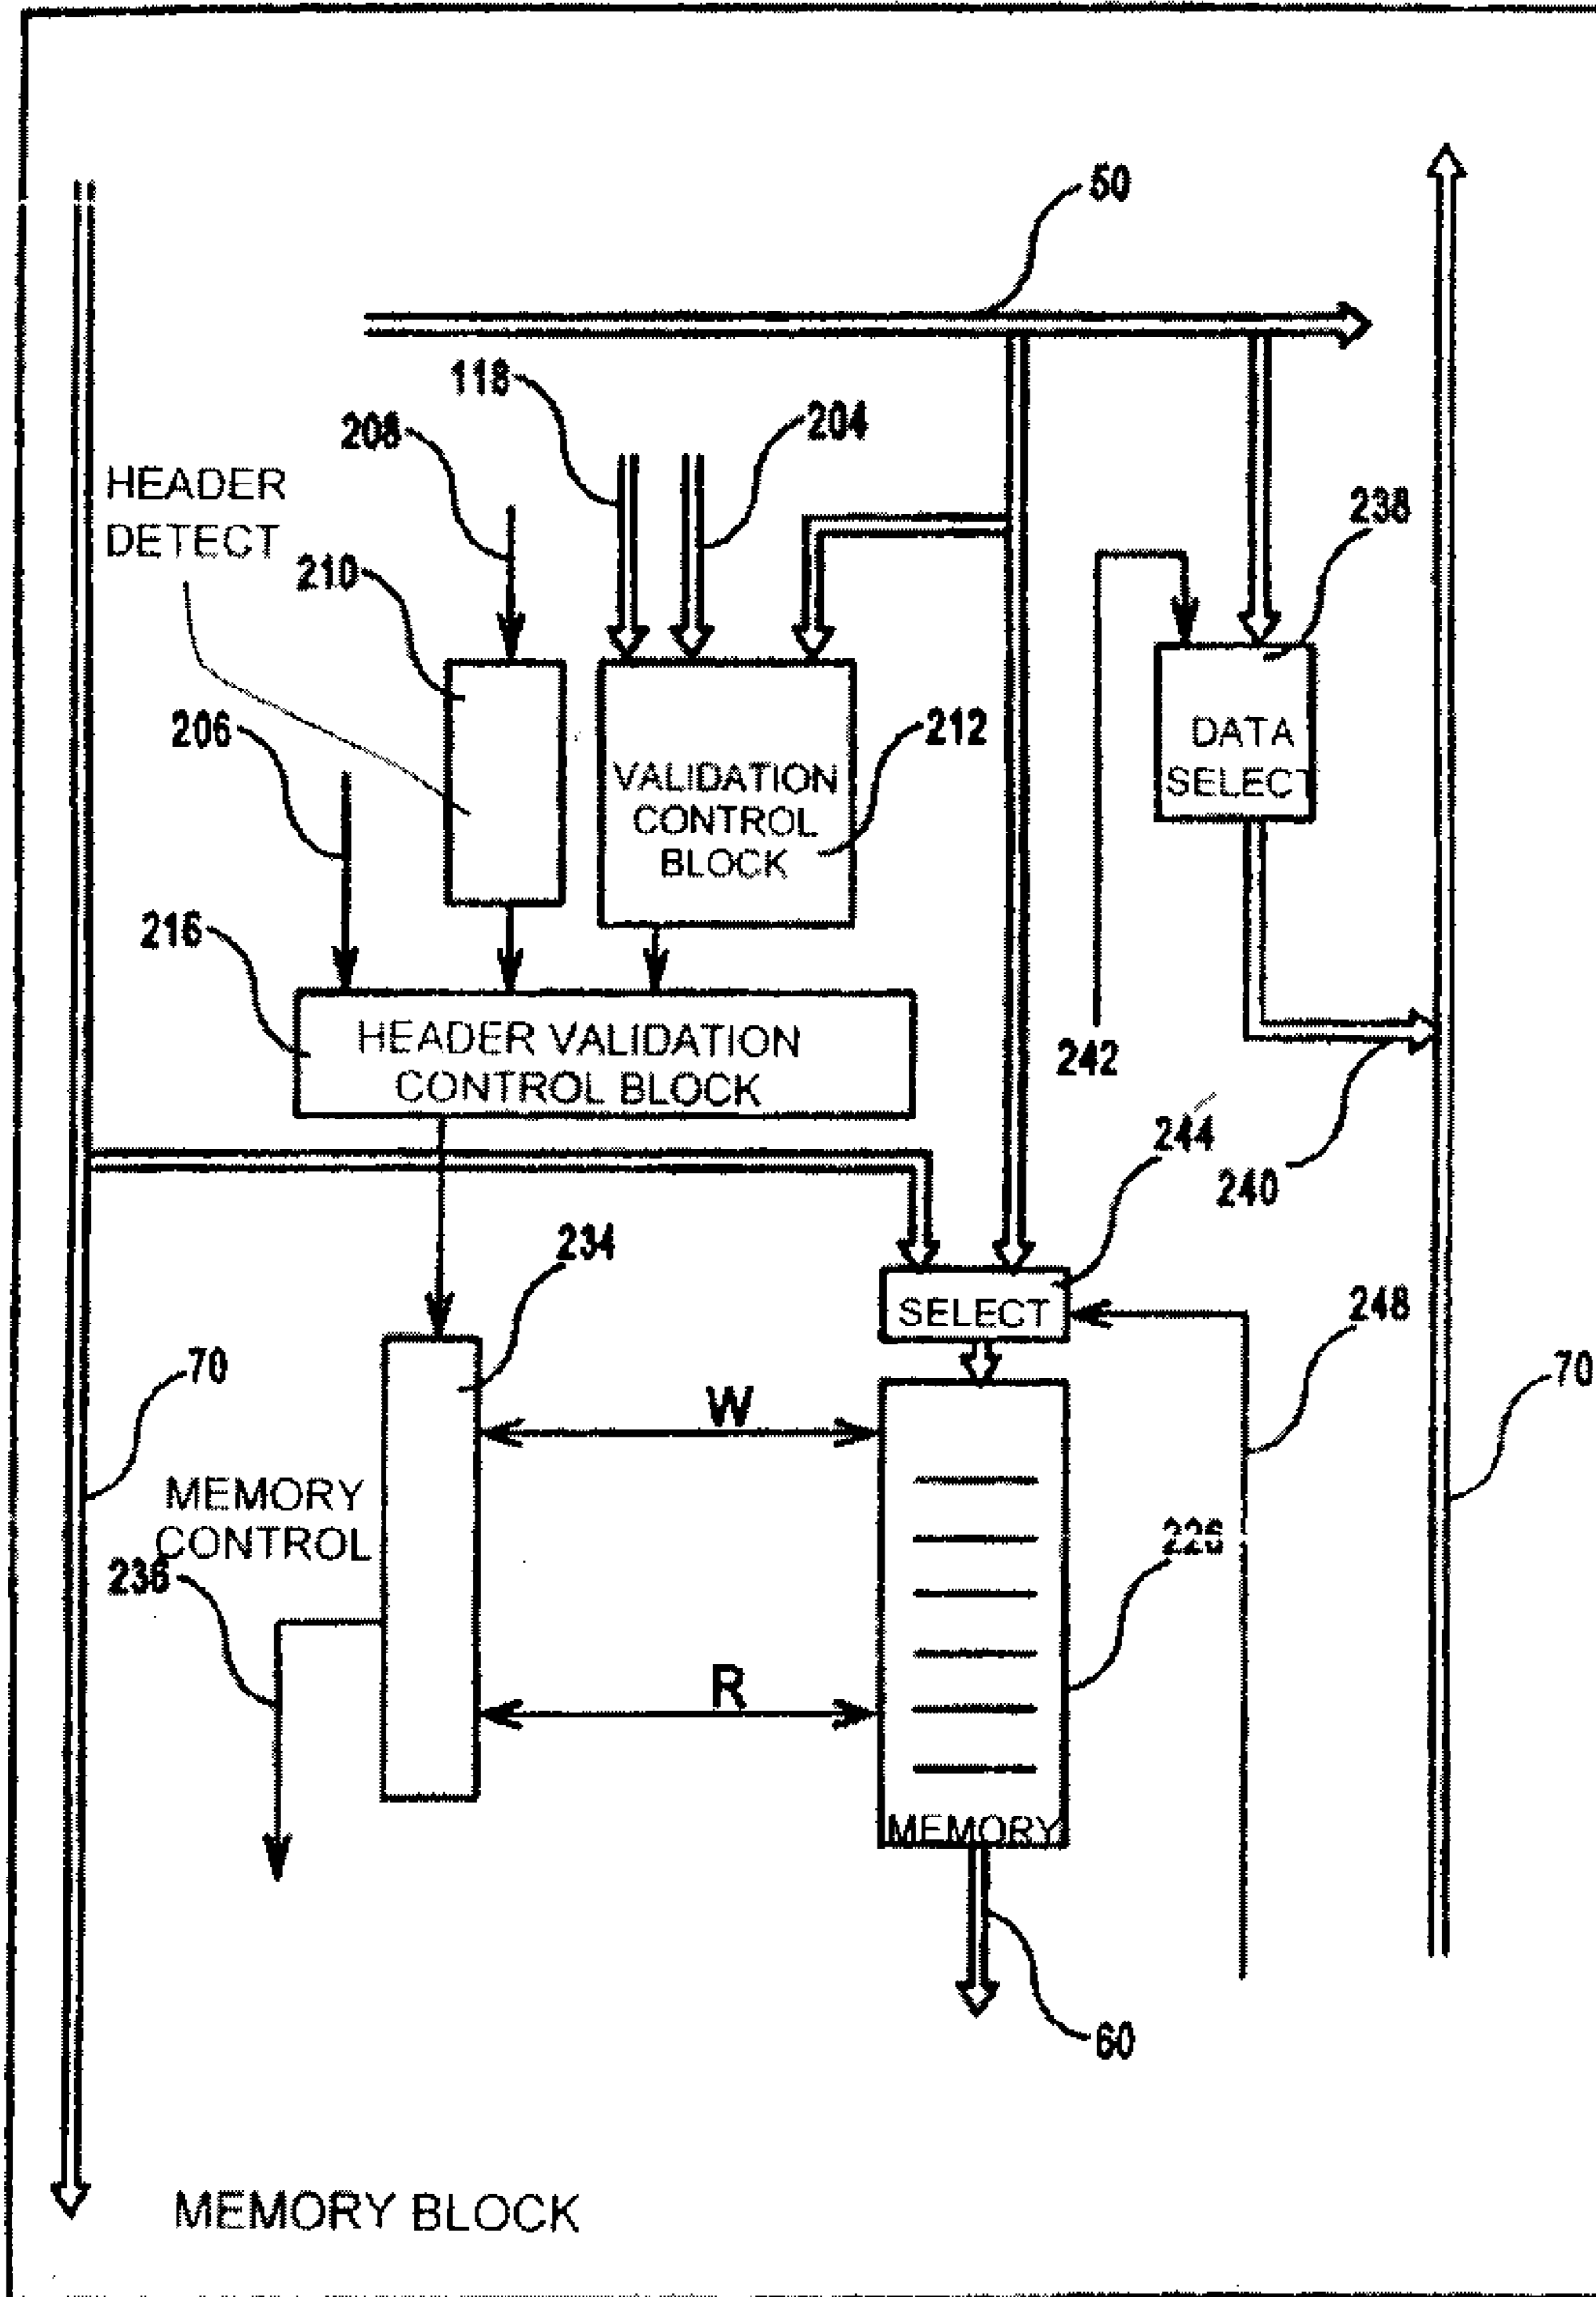 50
118
204
208
HEADER
DETECT
238
210
206
212
DATA
SELECT
VALIDATION
CONTROL
BLOCK
216
HEADER VALIDATION
CONTROL BLOCK
242
244
240
234
SELECT
248
70
W
70
MEMORY
CONTROL
226
236
R
MEMORY
60
MEMORY BLOCK